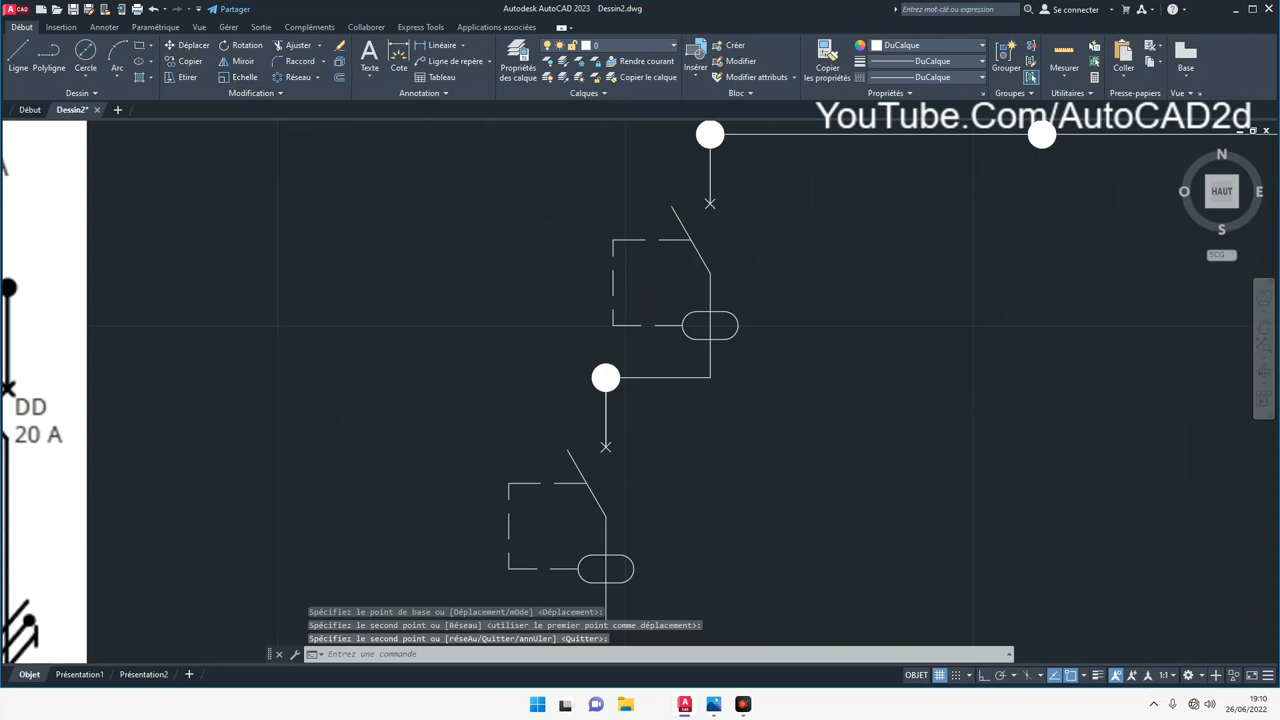 CAD
Partager
Autodesk AutoCAD 2023 Dessin2.dwg
Entrez mot-clé ou expression
Se connecter
Début Insertion Annoter Paramétrique Vue Gérer Sortie Compléments Collaborer Express Tools Applications associées
Ligne Polyligne Cercle Arc
Déplacer Rotation Ajuster
Copier Miroir Raccord
Etirer Echelle Réseau
Texte Cote
Linéaire
Ligne de repère
Tableau
Propriétés des calques
0
Rendre courant
Copier le calque
Insérer
Créer
Modifier
Modifier attributs
Copier les propriétés
DuCalque
DuCalque
DuCalque
Grouper
Mesurer
Coller
Base
Dessin Modification Annotation Calques Bloc Propriétés Groupes Utilitaires Presse-papiers Vue
Début Dessin2*
YouTube.Com/AutoCAD2d
N
O HAUT E
S
SCG
A
DD
20 A
Spécifiez le point de base ou [Déplacement/mOde] <Déplacement>:
Spécifiez le second point ou [Réseau] <utiliser le premier point comme déplacement>:
Spécifiez le second point ou [réseAu/Quitter/annUler] <Quitter>:
Entrez une commande
Objet Présentation1 Présentation2
OBJET
1:1
19:10
26/06/2022